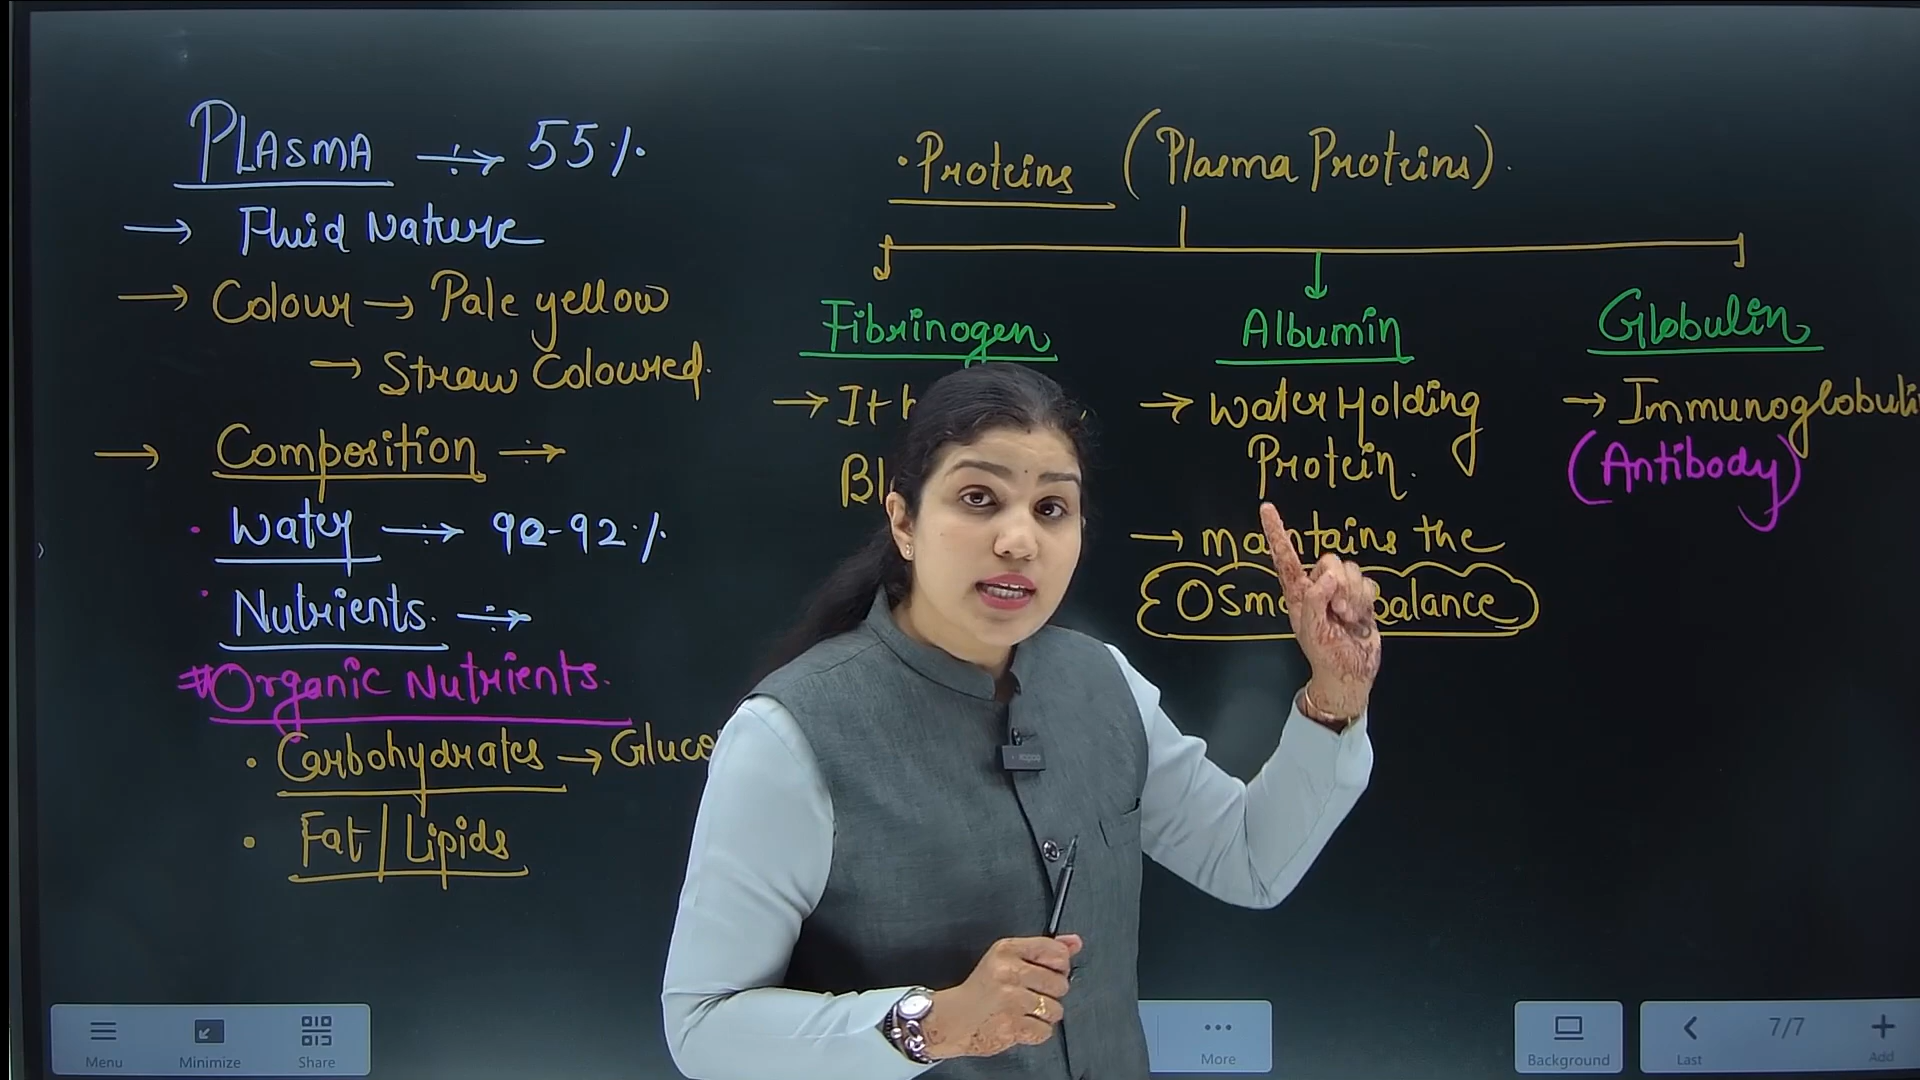 PLASMA → 55%
→ Fluid Nature
→ Colour → Pale yellow
→ Straw Coloured.
→ Composition →
• Water → 90-92%
• Nutrients. →
#Organic Nutrients.
• Carbohydrates →
• Fat/Lipids
• Proteins (Plasma Proteins).
Fibrinogen
→ It
Albumin
→ Water Holding
Protein.
→ maintains the
balance
Globulin
→ Immunoglobuli
(Antibody)
Menu
Minimize
Share
More
Background
Last
7/7
Add